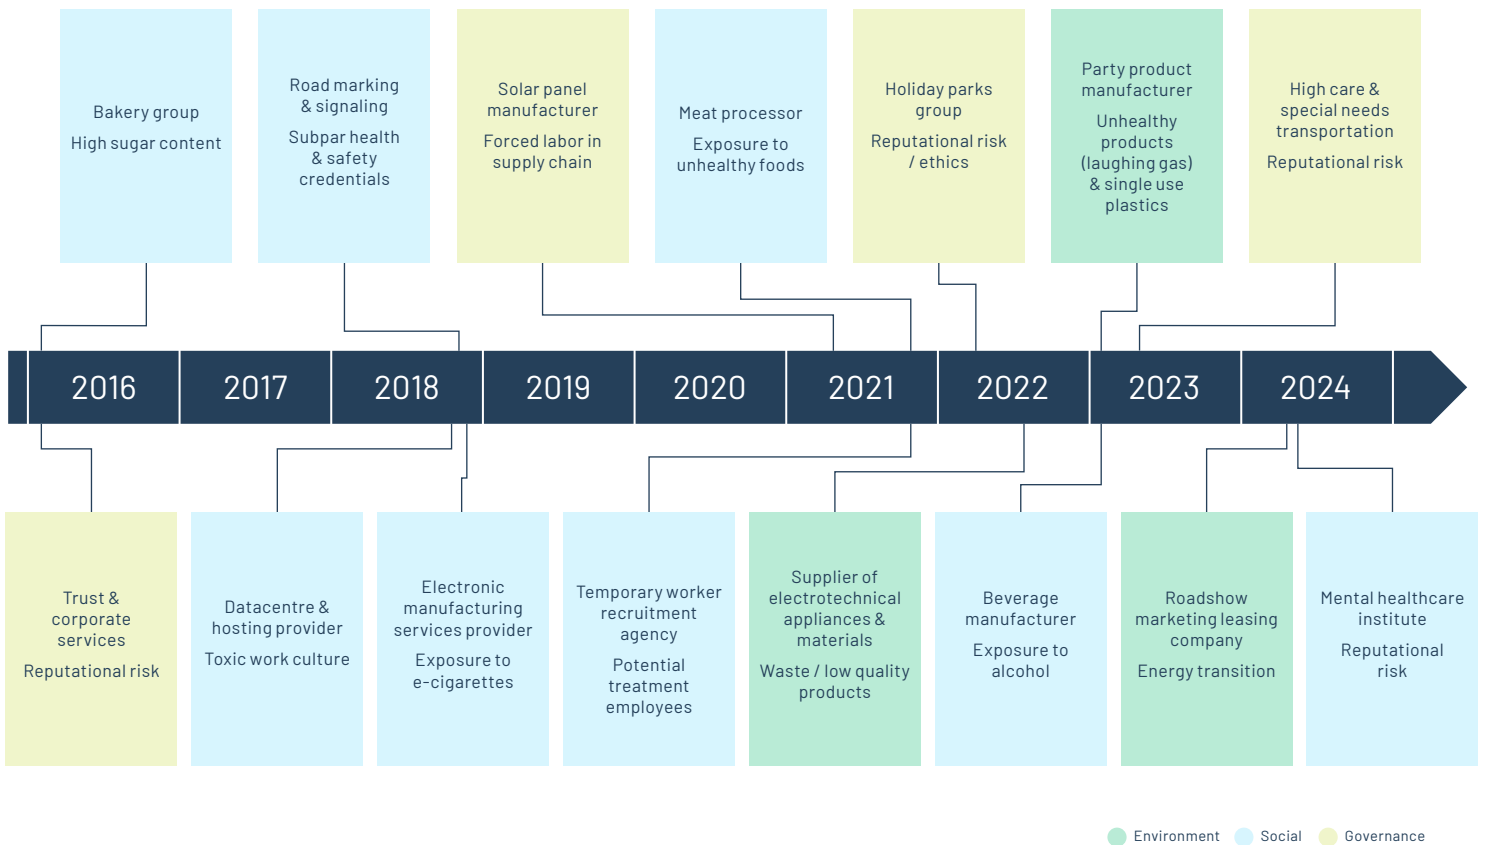 Bakery group
High sugar content
Road marking
& signaling
Subpar health
& safety
credentials
Solar panel
manufacturer
Forced labor in
supply chain
Meat processor
Exposure to
unhealthy foods
Holiday parks
group
Reputational risk
/ ethics
Party product
manufacturer
Unhealthy
products
(laughing gas)
& single use
plastics
High care &
special needs
transportation
Reputational risk
2016
2017
2018
2019
2020
2021
2022
2023
2024
Trust &
corporate
services
Reputational risk
Datacentre &
hosting provider
Toxic work culture
Electronic
manufacturing
services provider
Exposure to
e-cigarettes
Temporary worker
recruitment
agency
Potential
treatment
employees
Supplier of
electrotechnical
appliances &
materials
Waste / low quality
products
Beverage
manufacturer
Exposure to
alcohol
Roadshow
marketing leasing
company
Energy transition
Mental healthcare
institute
Reputational
risk
Environment
Social
Governance